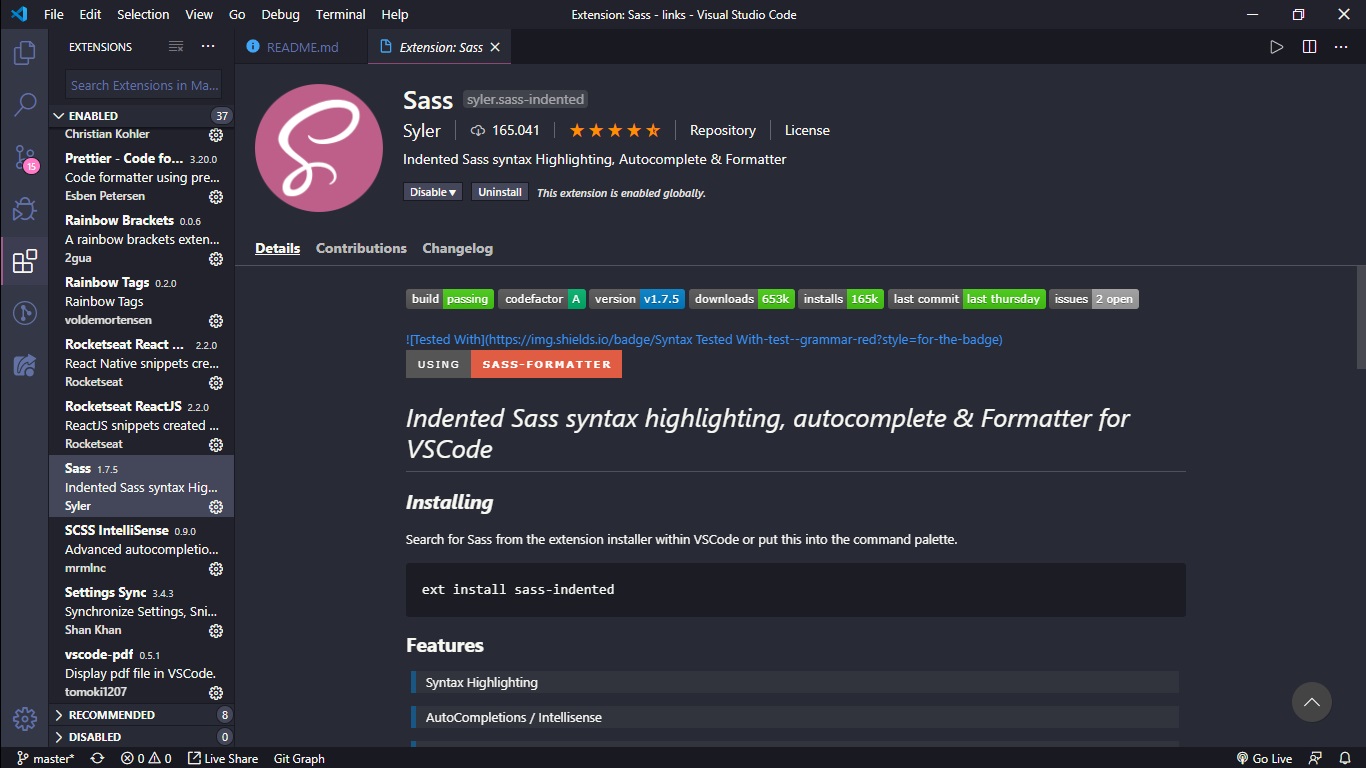 File Edit Selection View Go Debug Terminal Help
Extension: Sass - links - Visual Studio Code
EXTENSIONS
Search Extensions in Ma...
ENABLED 37
Christian Kohler
Prettier - Code fo... 3.20.0
Code formatter using pre...
Esben Petersen
Rainbow Brackets 0.0.6
A rainbow brackets exten...
2gua
Rainbow Tags 0.2.0
Rainbow Tags
voldemortensen
Rocketseat React ... 2.2.0
React Native snippets cre...
Rocketseat
Rocketseat ReactJS 2.2.0
ReactJS snippets created ...
Rocketseat
Sass 1.7.5
Indented Sass syntax Hig...
Syler
SCSS IntelliSense 0.9.0
Advanced autocompletio...
mrmlnc
Settings Sync 3.4.3
Synchronize Settings, Sni...
Shan Khan
vscode-pdf 0.5.1
Display pdf file in VSCode.
tomoki1207
RECOMMENDED 8
DISABLED 0
15
README.md
Extension: Sass
Sass syler.sass-indented
Syler 165.041 Repository License
Indented Sass syntax Highlighting, Autocomplete & Formatter
Disable Uninstall This extension is enabled globally.
Details Contributions Changelog
build passing codefactor A version v1.7.5 downloads 653k installs 165k last commit last thursday issues 2 open
![Tested With](https://img.shields.io/badge/Syntax Tested With-test--grammar-red?style=for-the-badge)
USING SASS-FORMATTER
Indented Sass syntax highlighting, autocomplete & Formatter for
VSCode
Installing
Search for Sass from the extension installer within VSCode or put this into the command palette.
ext install sass-indented
Features
Syntax Highlighting
AutoCompletions / Intellisense
master* 0 0 Live Share Git Graph Go Live